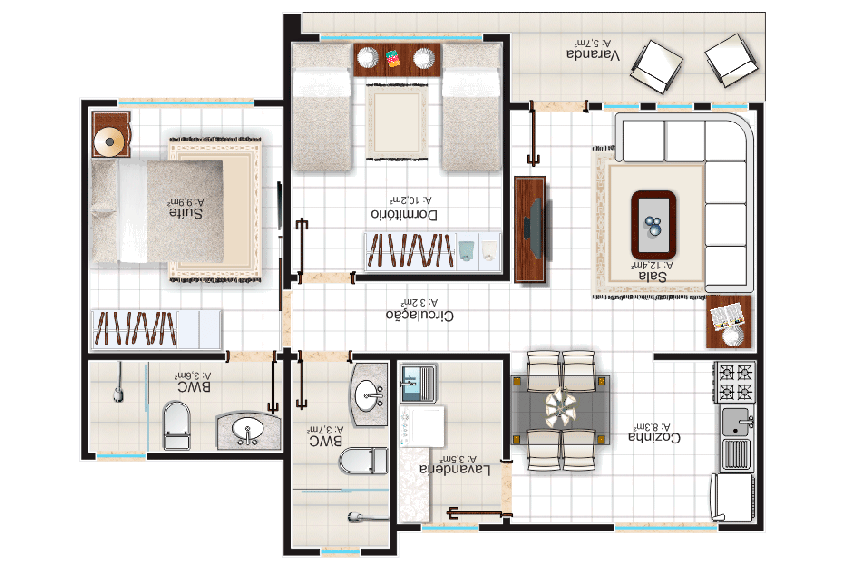 Lavanderia
A: 3.5m²
Cozinha
A: 8.3m²
BWC
A: 3,7m²
BWC
A: 3,6m²
Circulação
A: 3.2m²
Sala
A: 12,4m²
Dormitório
A: 10,2m²
Suíte
A: 9.9m²
Varanda
A: 5,7m²